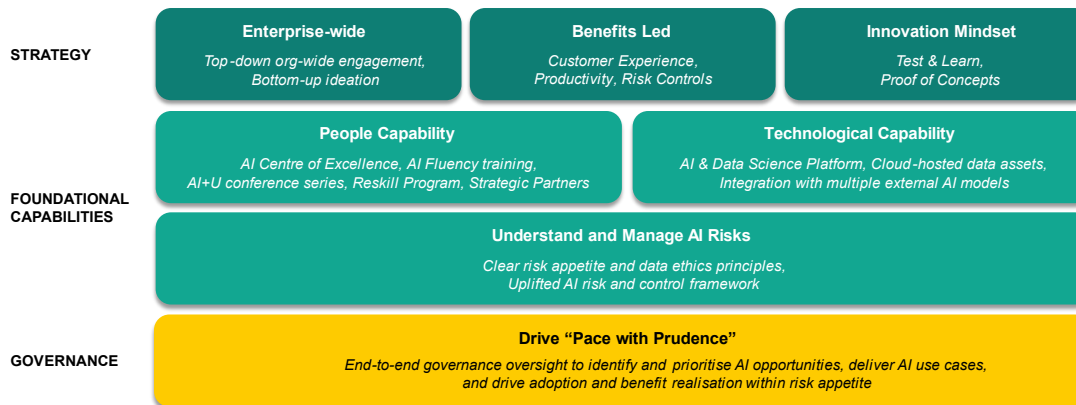 STRATEGY
Enterprise-wide
Top-down org-wide engagement,
Bottom-up ideation
Benefits Led
Customer Experience,
Productivity, Risk Controls
Innovation Mindset
Test & Learn,
Proof of Concepts
FOUNDATIONAL
CAPABILITIES
People Capability
AI Centre of Excellence, AI Fluency training,
AI+U conference series, Reskill Program, Strategic Partners
Technological Capability
AI & Data Science Platform, Cloud-hosted data assets,
Integration with multiple external AI models
Understand and Manage AI Risks
Clear risk appetite and data ethics principles,
Uplifted AI risk and control framework
GOVERNANCE
Drive “Pace with Prudence”
End-to-end governance oversight to identify and prioritise AI opportunities, deliver AI use cases,
and drive adoption and benefit realisation within risk appetite